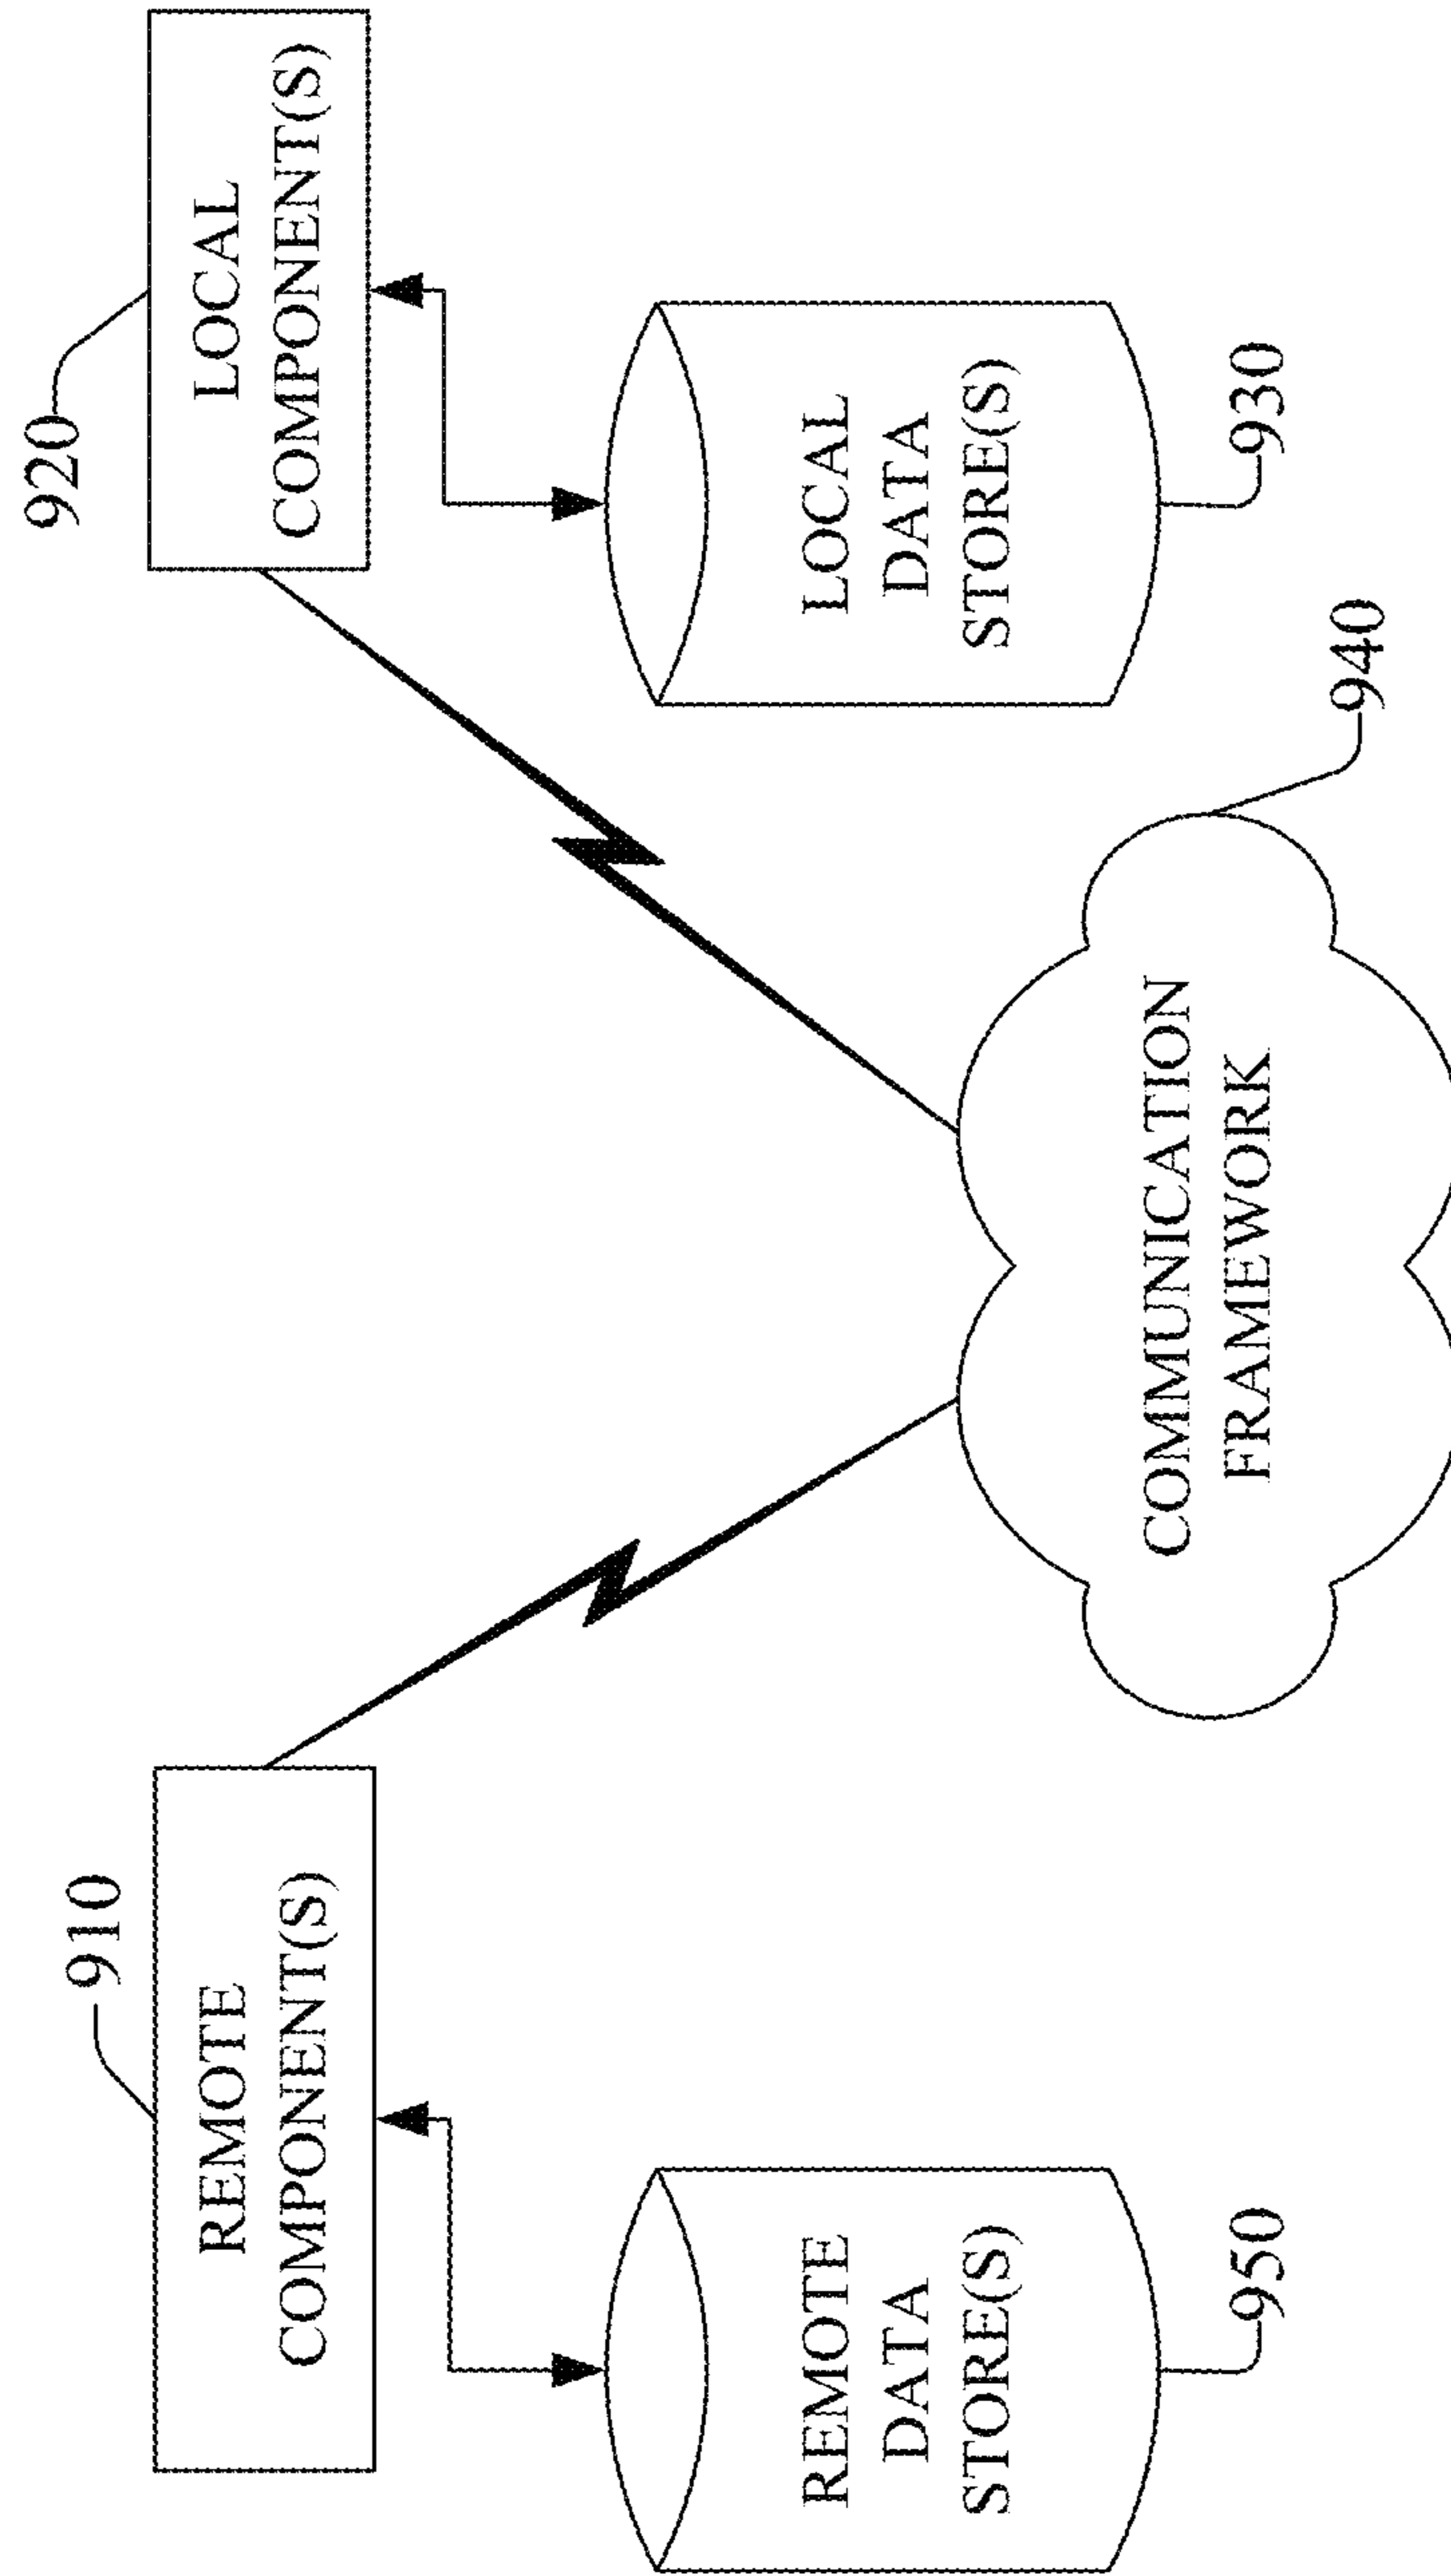 910
REMOTE
COMPONENT(S)
920
LOCAL
COMPONENT(S)
REMOTE
DATA
STORE(S)
950
COMMUNICATION
FRAMEWORK
940
LOCAL
DATA
STORE(S)
930